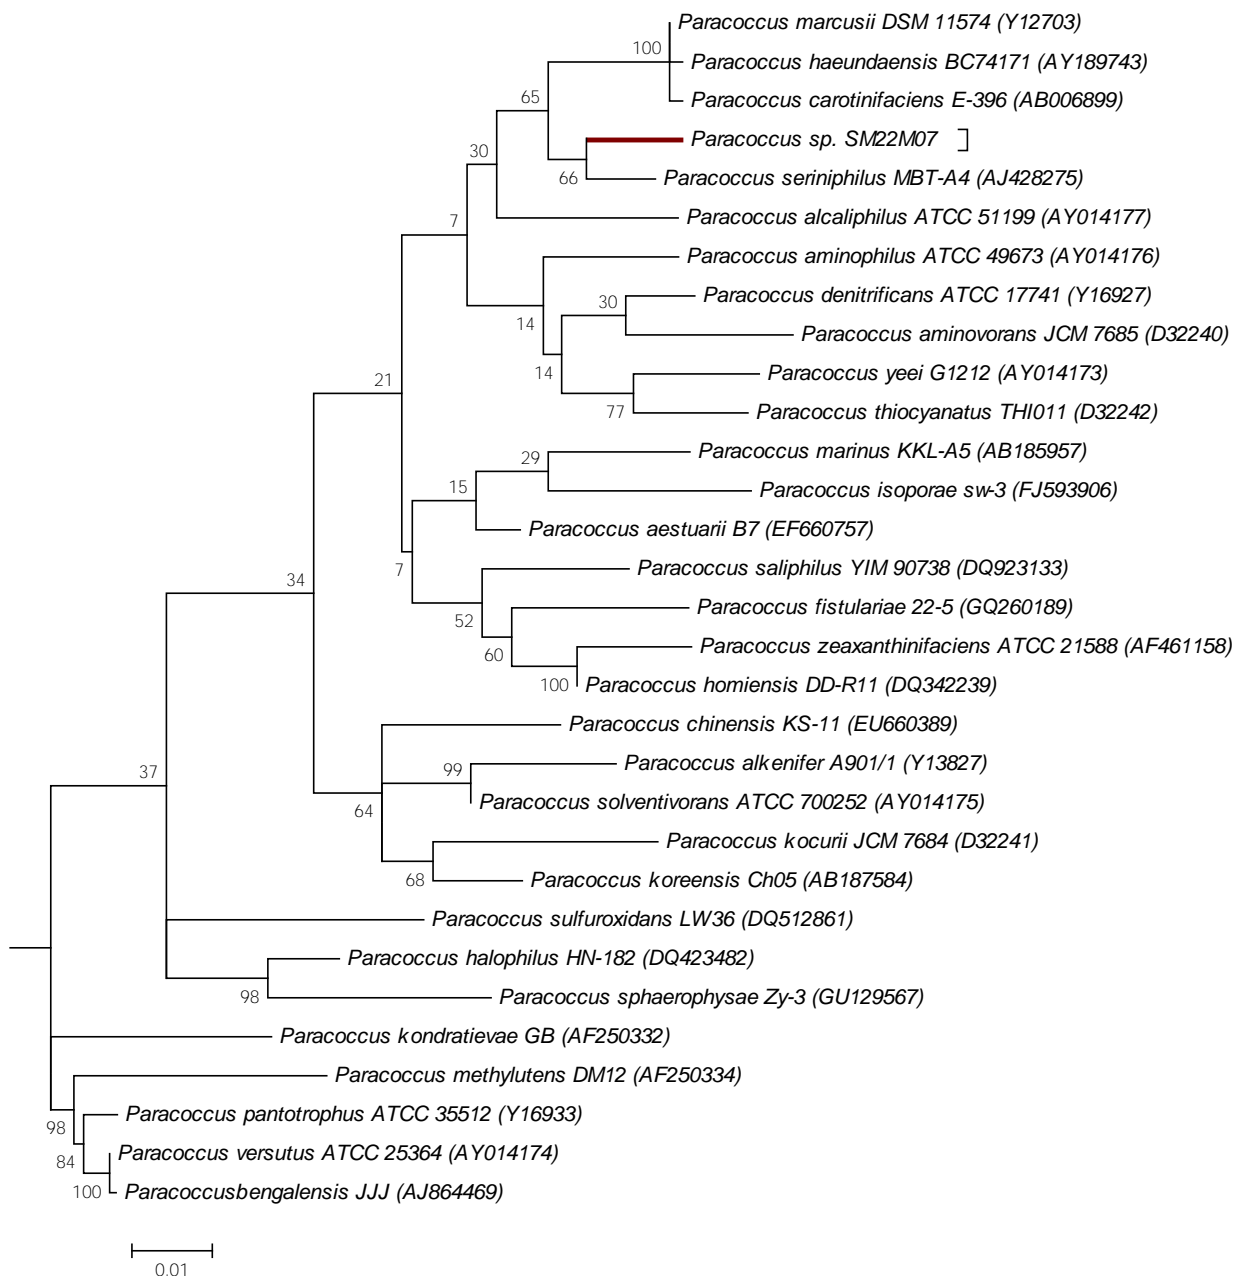 Paracoccus marcusii DSM 11574 (Y12703)
100
Paracoccus haeundaensis BC74171 (AY189743)
65
Paracoccus carotinifaciens E-396 (AB006899)
Paracoccus sp. SM22M07
30
66
Paracoccus seriniphilus MBT-A4 (AJ428275)
7
Paracoccus alcaliphilus ATCC 51199 (AY014177)
Paracoccus aminophilus ATCC 49673 (AY014176)
30
Paracoccus denitrificans ATCC 17741 (Y16927)
14
Paracoccus aminovorans JCM 7685 (D32240)
21
14
Paracoccus yeei G1212 (AY014173)
77
Paracoccus thiocyanatus THI011 (D32242)
29
Paracoccus marinus KKL-A5 (AB185957)
15
Paracoccus isoporae sw-3 (FJ593906)
Paracoccus aestuarii B7 (EF660757)
34
7
Paracoccus saliphilus YIM 90738 (DQ923133)
52
Paracoccus fistulariae 22-5 (GQ260189)
60
Paracoccus zeaxanthinifaciens ATCC 21588 (AF461158)
100
Paracoccus homiensis DD-R11 (DQ342239)
Paracoccus chinensis KS-11 (EU660389)
37
99
Paracoccus alkenifer A901/1 (Y13827)
64
Paracoccus solventivorans ATCC 700252 (AY014175)
Paracoccus kocurii JCM 7684 (D32241)
68
Paracoccus koreensis Ch05 (AB187584)
Paracoccus sulfuroxidans LW36 (DQ512861)
Paracoccus halophilus HN-182 (DQ423482)
98
Paracoccus sphaerophysae Zy-3 (GU129567)
Paracoccus kondratievae GB (AF250332)
Paracoccus methylutens DM12 (AF250334)
98
Paracoccus pantotrophus ATCC 35512 (Y16933)
84
Paracoccus versutus ATCC 25364 (AY014174)
100
Paracoccusbengalensis JJJ (AJ864469)
0.01